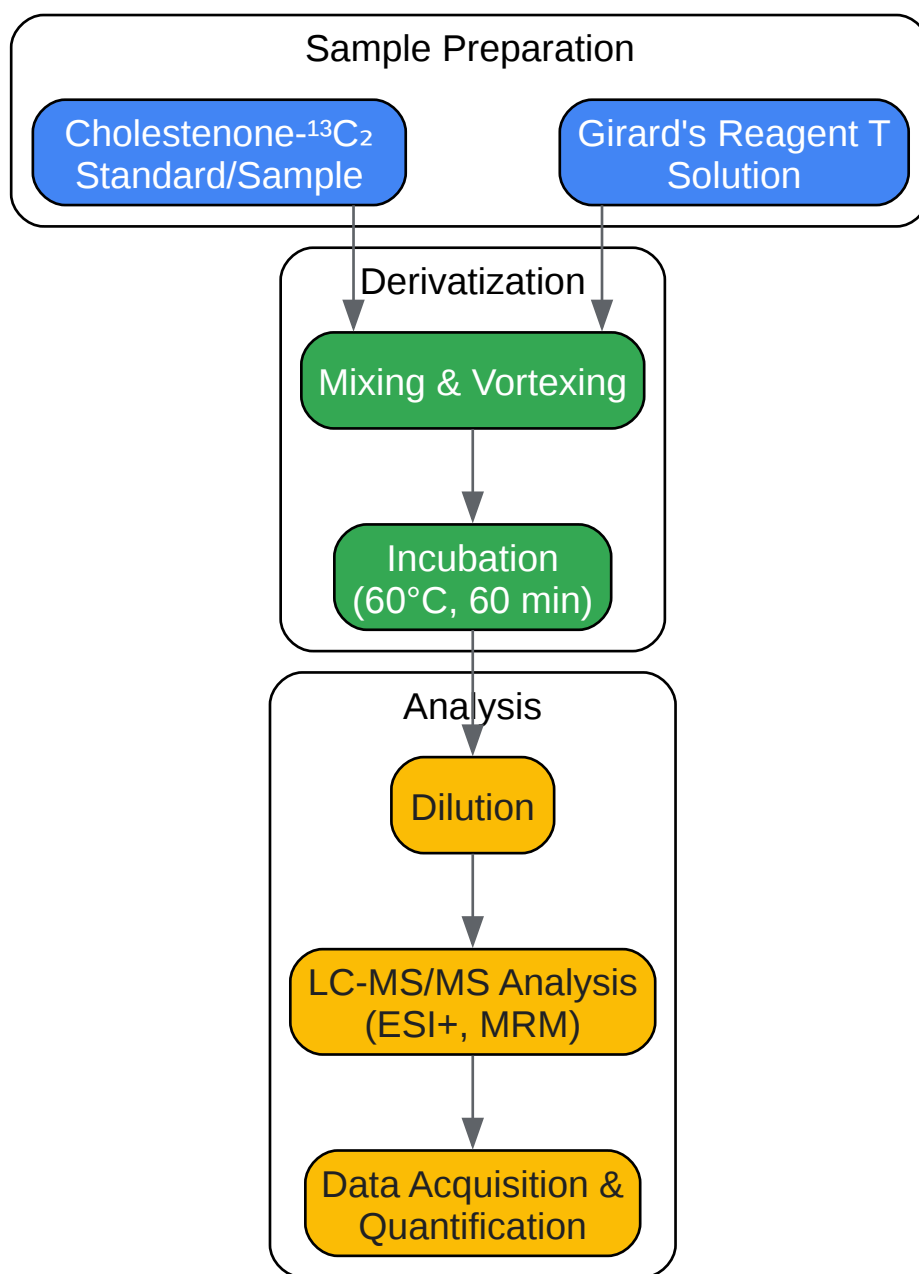 Sample Preparation
Cholestenone-¹³C₂
Standard/Sample
Girard's Reagent T
Solution
Derivatization
Mixing & Vortexing
Incubation
(60°C, 60 min)
Analysis
Dilution
LC-MS/MS Analysis
(ESI+, MRM)
Data Acquisition &
Quantification